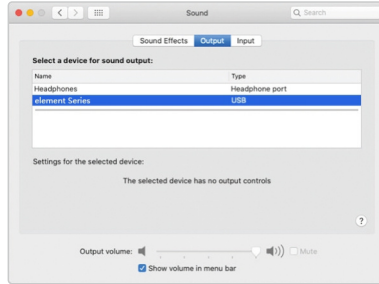 Sound
Search
Sound Effects Output Input
Select a device for sound output:
Name Type
Headphones Headphone port
element Series USB
Settings for the selected device:
The selected device has no output controls
?
Output volume: Mute
Show volume in menu bar